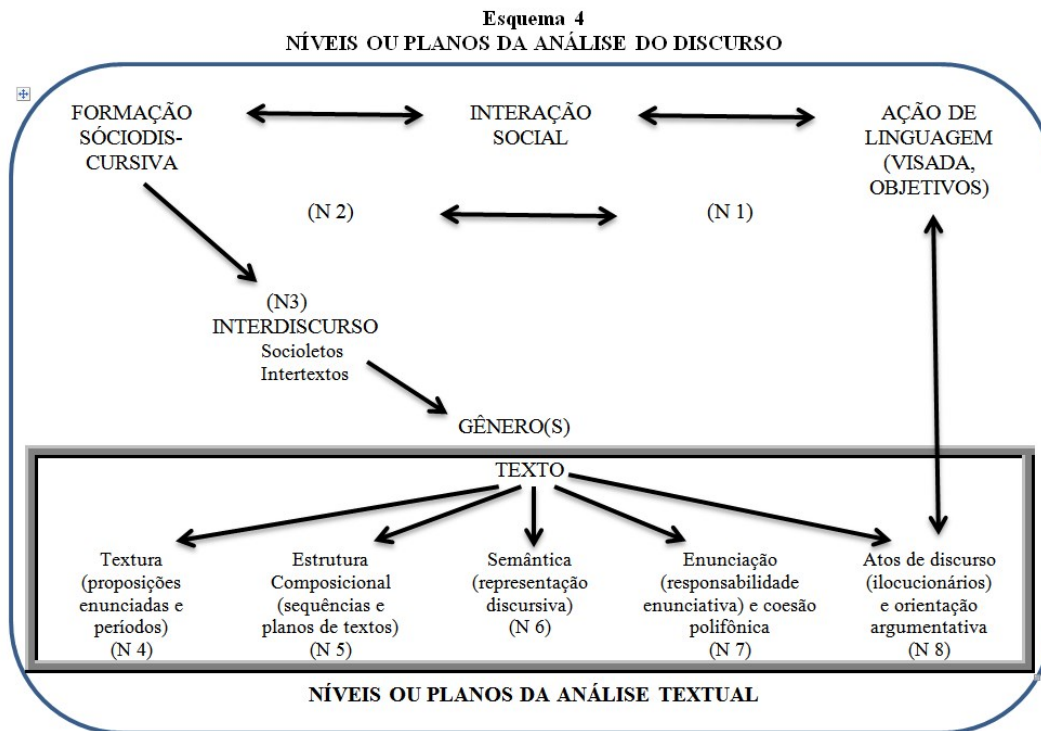 Esquema 4
NÍVEIS OU PLANOS DA ANÁLISE DO DISCURSO
FORMAÇÃO
SÓCIODIS-
CURSIVA
INTERAÇÃO
SOCIAL
AÇÃO DE
LINGUAGEM
(VISADA,
OBJETIVOS)
(N 2)
(N 1)
(N3)
INTERDISCURSO
Socioletos
Intertextos
GÊNERO(S)
TEXTO
Textura
(proposições
enunciadas e
períodos)
(N 4)
Estrutura
Composicional
(sequências e
planos de textos)
(N 5)
Semântica
(representação
discursiva)
(N 6)
Enunciação
(responsabilidade
enunciativa) e coesão
polifônica
(N 7)
Atos de discurso
(ilocucionários)
e orientação
argumentativa
(N 8)
NÍVEIS OU PLANOS DA ANÁLISE TEXTUAL